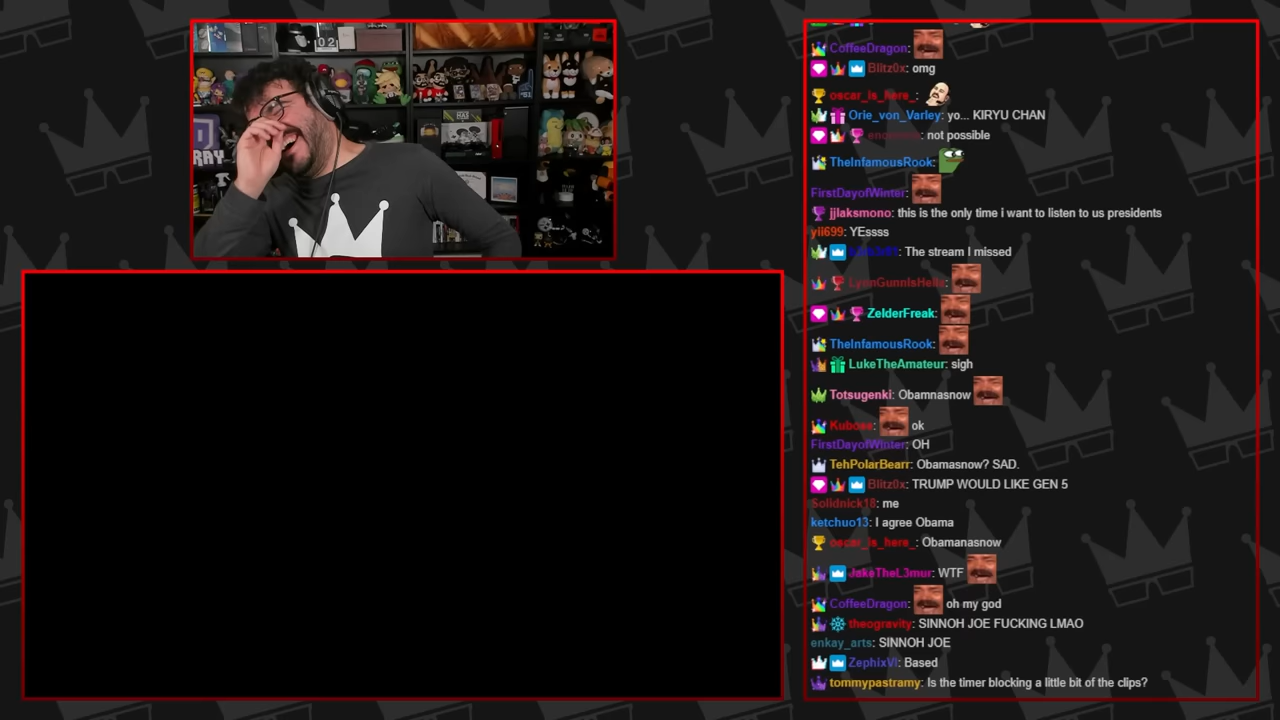 02
RAY
CoffeeDragon:
Blitz0x: omg
oscar_is_here_:
Orie_von_Varley: yo... KIRYU CHAN
: not possible
TheInfamousRook:
FirstDayofWinter:
jjlaksmono: this is the only time i want to listen to us presidents
yli699: YEssss
: The stream I missed
LyonGunnIsHellx:
ZelderFreak:
TheInfamousRook:
LukeTheAmateur: sigh
Totsugenki: Obamnasnow
Kubose: ok
FirstDayofWinter: OH
TehPolarBearr: Obamasnow? SAD.
Blitz0x: TRUMP WOULD LIKE GEN 5
Solidnick18: me
ketchuo13: I agree Obama
oscar_is_here_: Obamanasnow
JakeTheL3mur: WTF
CoffeeDragon: oh my god
theogravity: SINNOH JOE FUCKING LMAO
enkay_arts: SINNOH JOE
ZephixVI: Based
tommypastramy: Is the timer blocking a little bit of the clips?